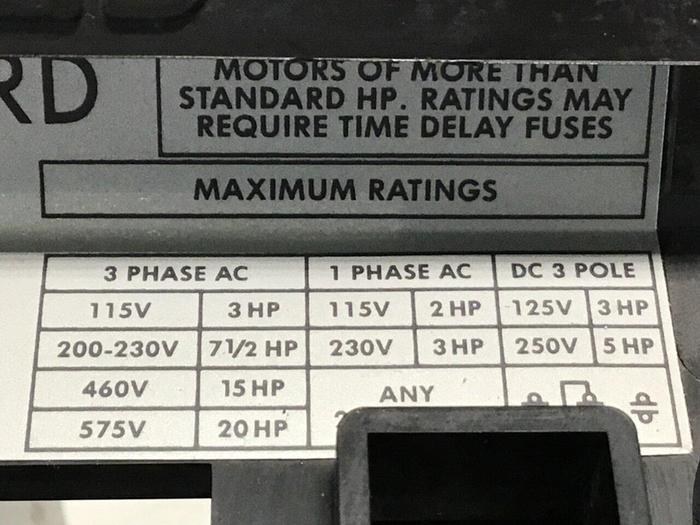 RD
MOTORS OF MORE THAN
STANDARD HP. RATINGS MAY
REQUIRE TIME DELAY FUSES
MAXIMUM RATINGS
3 PHASE AC 1 PHASE AC DC 3 POLE
115V 3 HP 115V 2 HP 125V 3 HP
200-230V 7 1/2 HP 230V 3 HP 250V 5 HP
460V 15 HP ANY
575V 20 HP